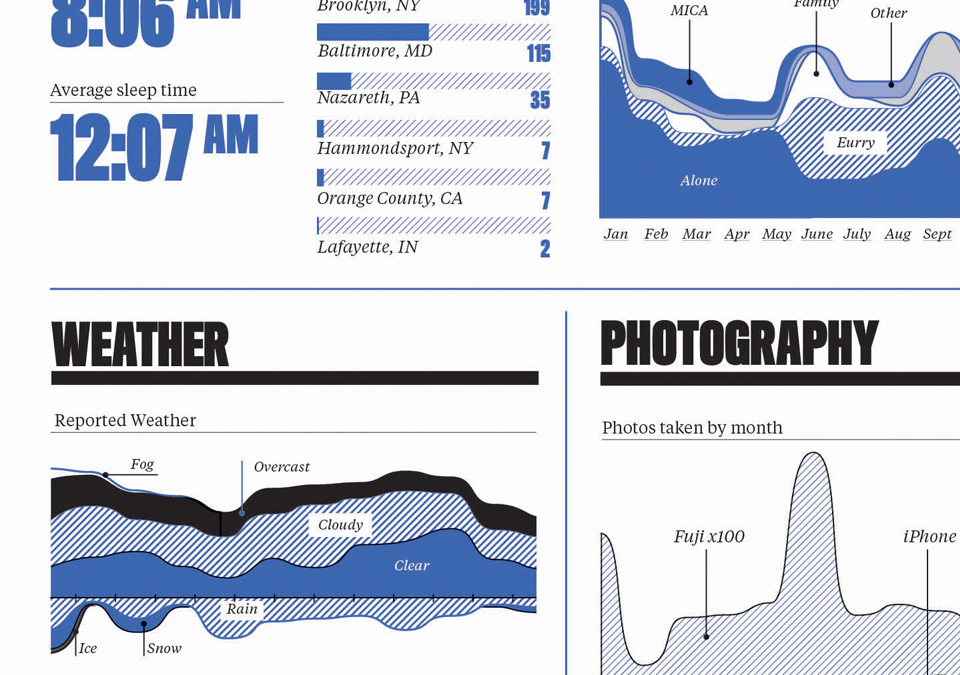 8:06 AM
Average sleep time
12:07 AM
Brooklyn, NY 199
Baltimore, MD 115
Nazareth, PA 35
Hammondsport, NY 7
Orange County, CA 7
Lafayette, IN 2
MICA
Family
Other
Eurry
Alone
Jan Feb Mar Apr May June July Aug Sept
WEATHER
Reported Weather
Fog
Overcast
Cloudy
Clear
Rain
Ice
Snow
PHOTOGRAPHY
Photos taken by month
Fuji x100
iPhone